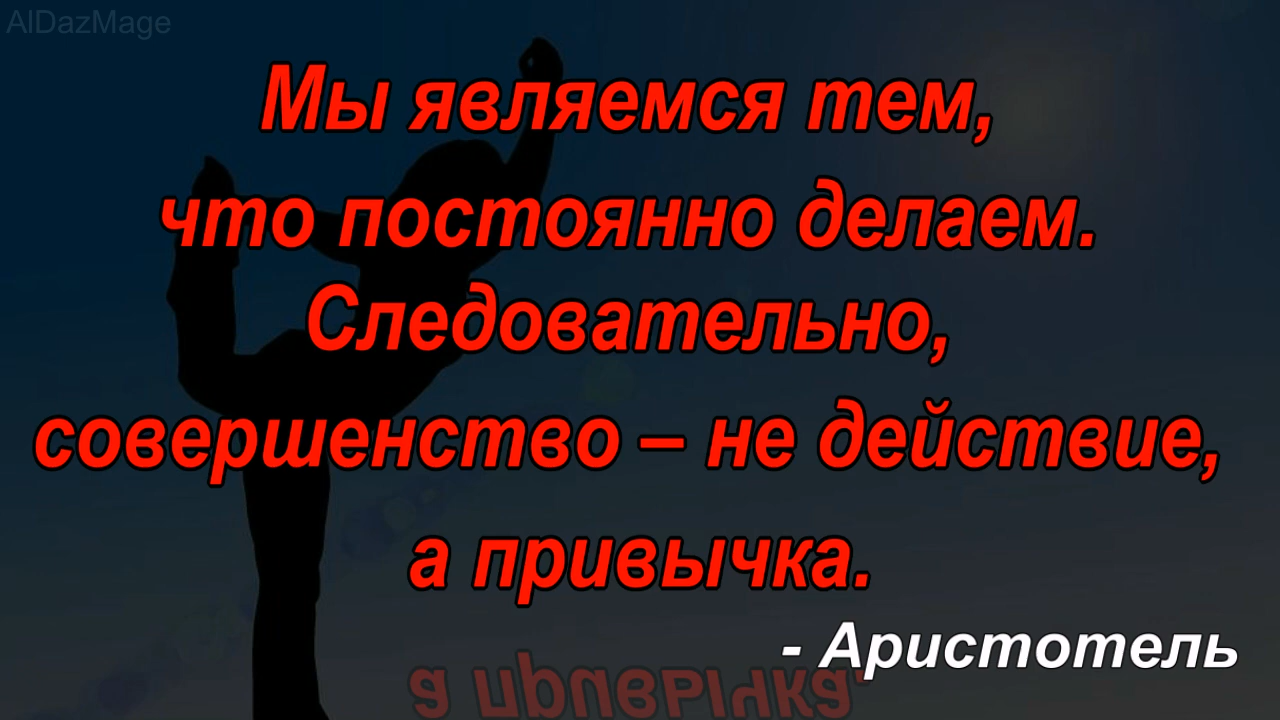 AlDazMage
Мы являемся тем,
что постоянно делаем.
Следовательно,
совершенство – не действие,
а привычка.
- Аристотель